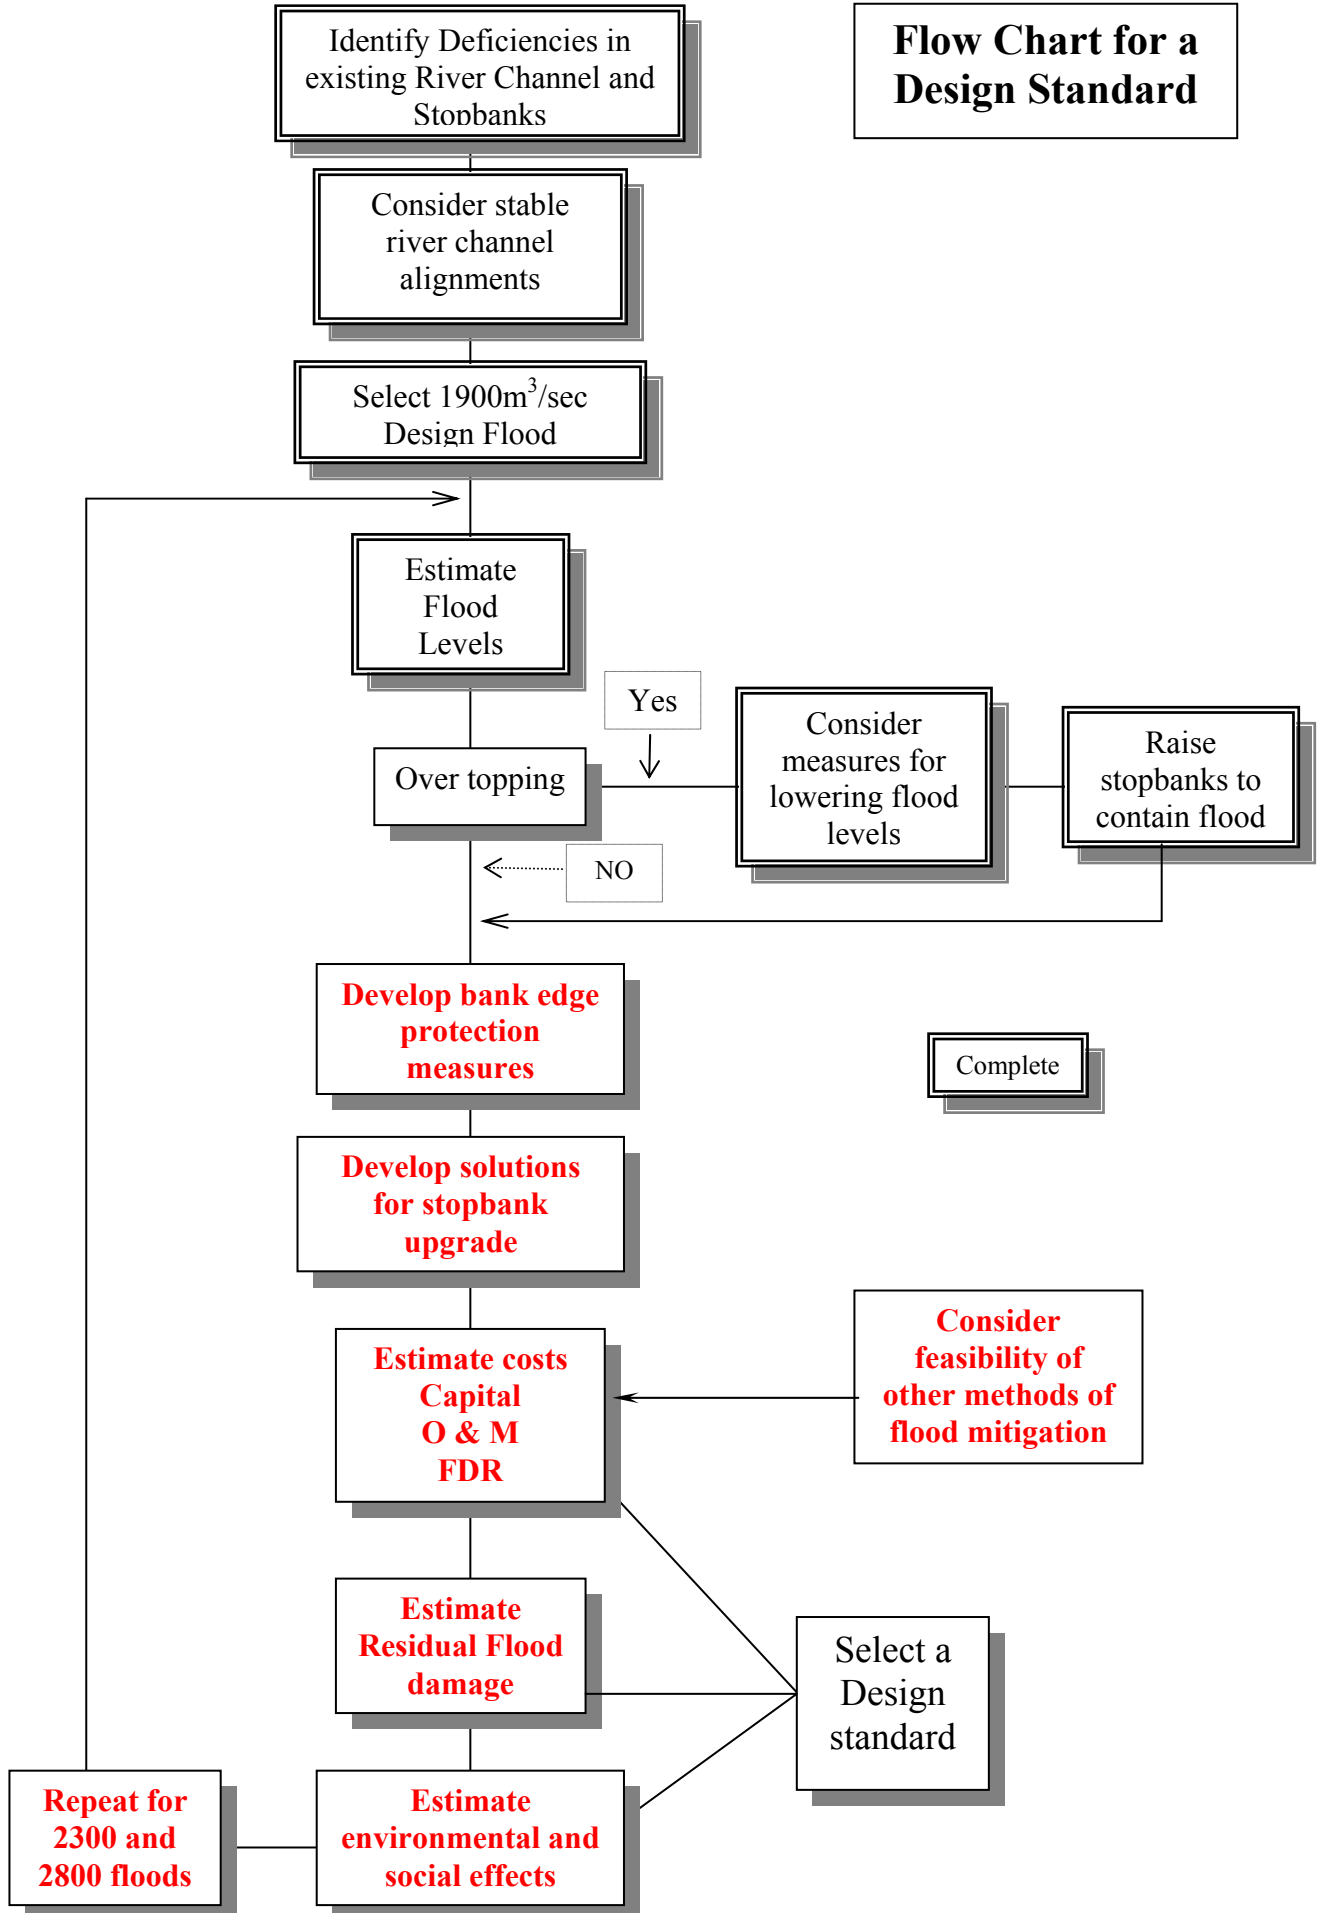 Flow Chart for a
Design Standard
Identify Deficiencies in
existing River Channel and
Stopbanks
Consider stable
river channel
alignments
Select 1900m³/sec
Design Flood
Estimate
Flood
Levels
Yes
Over topping
Consider
measures for
lowering flood
levels
Raise
stopbanks to
contain flood
NO
Develop bank edge
protection
measures
Complete
Develop solutions
for stopbank
upgrade
Estimate costs
Capital
O & M
FDR
Consider
feasibility of
other methods of
flood mitigation
Estimate
Residual Flood
damage
Select a
Design
standard
Repeat for
2300 and
2800 floods
Estimate
environmental and
social effects